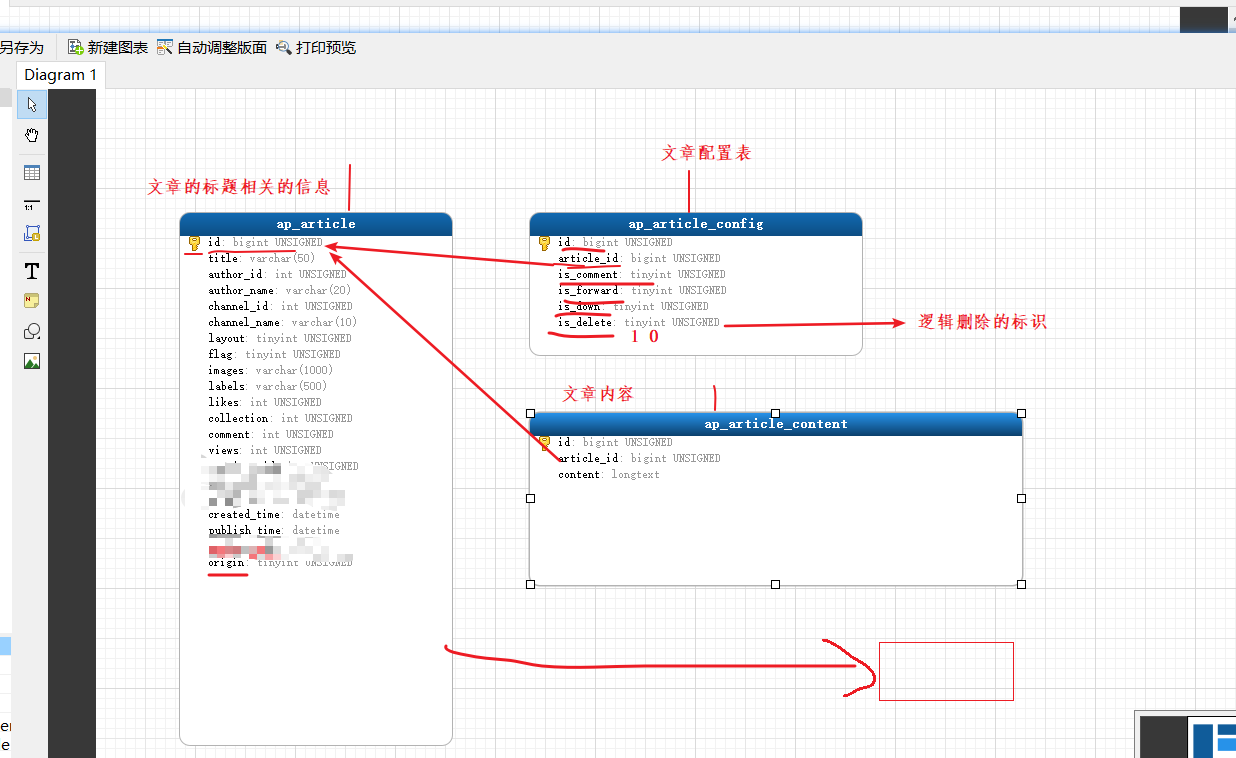 另存为 新建图表 自动调整版面 打印预览
Diagram 1
文章的标题相关的信息
ap_article
id: bigint UNSIGNED
title: varchar(50)
author_id: int UNSIGNED
author_name: varchar(20)
channel_id: int UNSIGNED
channel_name: varchar(10)
layout: tinyint UNSIGNED
flag: tinyint UNSIGNED
images: varchar(1000)
labels: varchar(500)
likes: int UNSIGNED
collection: int UNSIGNED
comment: int UNSIGNED
views: int UNSIGNED
UNSIGNED
created_time: datetime
publish_time: datetime
origin: tinyint UNSIGNED
文章配置表
ap_article_config
id: bigint UNSIGNED
article_id: bigint UNSIGNED
is_comment: tinyint UNSIGNED
is_forward: tinyint UNSIGNED
is_down: tinyint UNSIGNED
is_delete: tinyint UNSIGNED
1 0
逻辑删除的标识
文章内容
ap_article_content
id: bigint UNSIGNED
article_id: bigint UNSIGNED
content: longtext